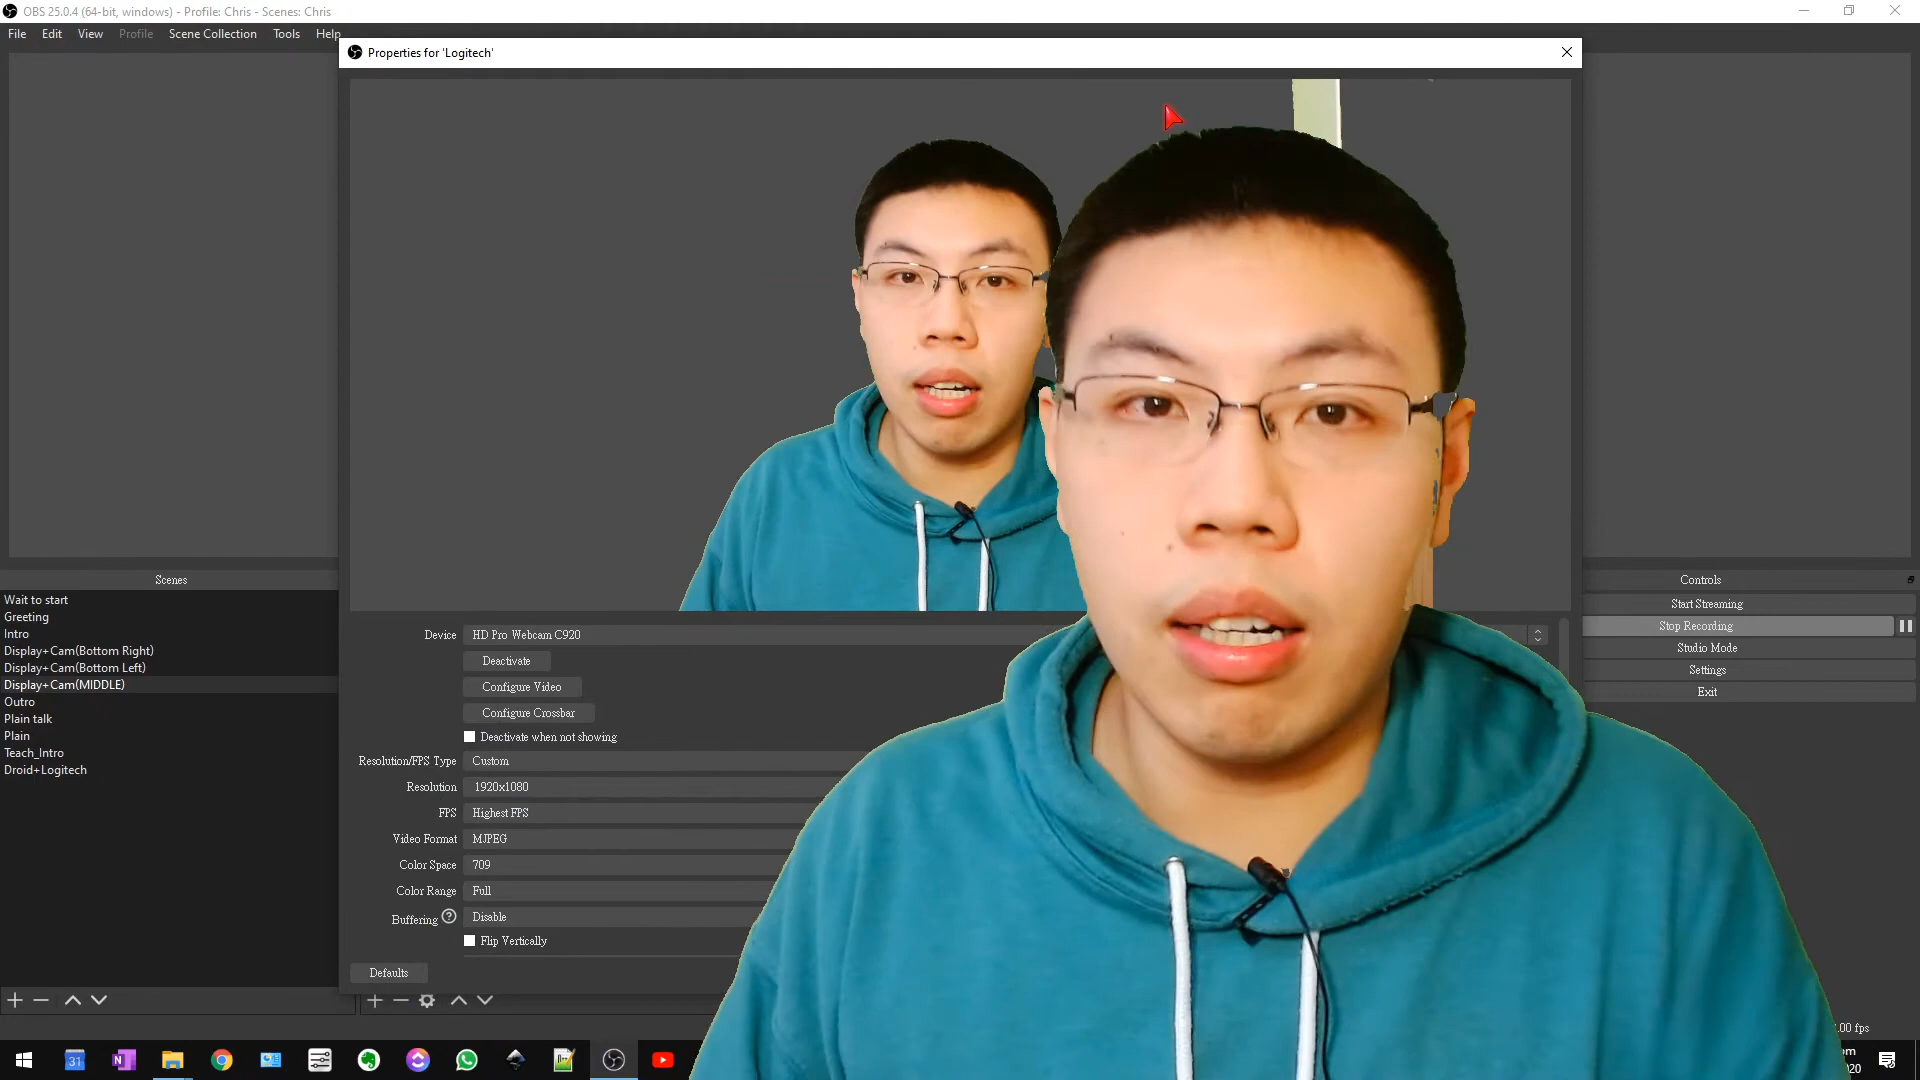 OBS 25.0.4 (64-bit, windows) - Profile: Chris - Scenes: Chris
File Edit View Profile Scene Collection Tools Help
Properties for 'Logitech'
Scenes
Wait to start
Greeting
Intro
Display+Cam(Bottom Right)
Display+Cam(Bottom Left)
Display+Cam(MIDDLE)
Outro
Plain talk
Plain
Teach_Intro
Droid+Logitech
Device HD Pro Webcam C920
Deactivate
Configure Video
Configure Crossbar
Deactivate when not showing
Resolution/FPS Type Custom
Resolution 1920x1080
FPS Highest FPS
Video Format MJPEG
Color Space 709
Color Range Full
Buffering ? Disable
Flip Vertically
Defaults
Controls
Start Streaming
Stop Recording
Studio Mode
Settings
Exit
.00 fps
31